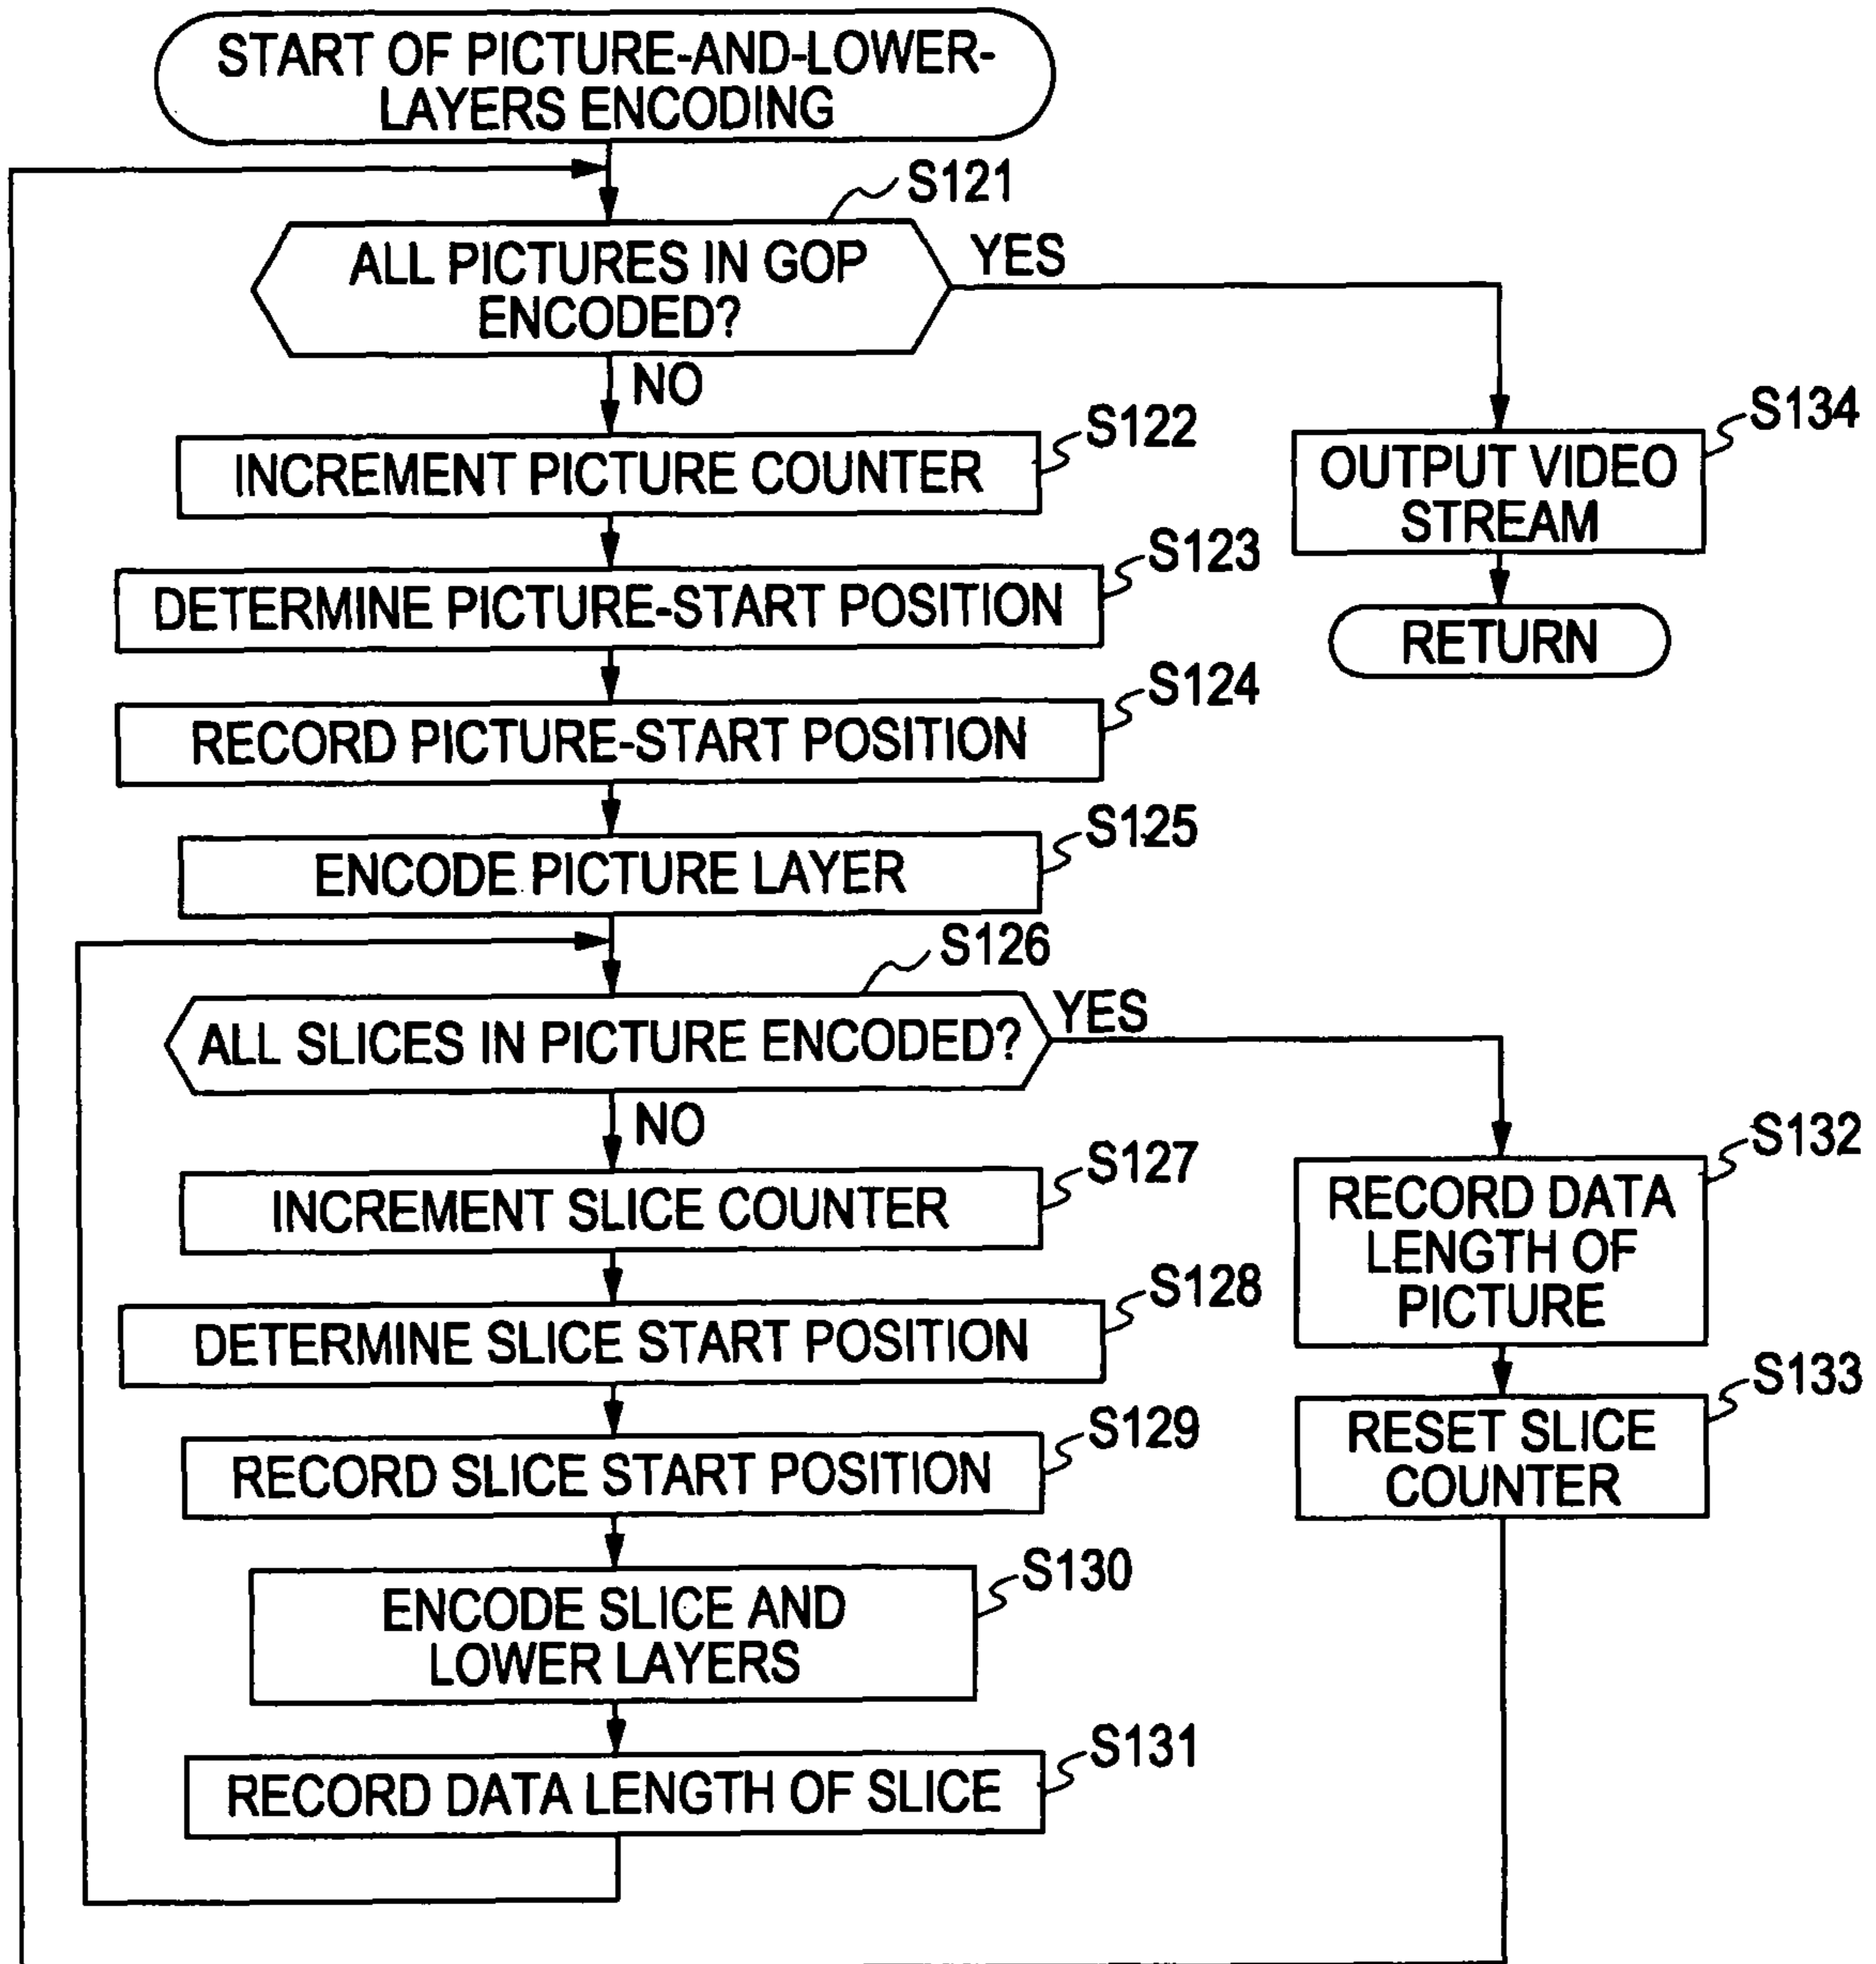 START OF PICTURE-AND-LOWER-
LAYERS ENCODING
S121
ALL PICTURES IN GOP
ENCODED?
YES
NO
S122
INCREMENT PICTURE COUNTER
S123
DETERMINE PICTURE-START POSITION
S124
RECORD PICTURE-START POSITION
S125
ENCODE PICTURE LAYER
S126
ALL SLICES IN PICTURE ENCODED?
YES
NO
S127
INCREMENT SLICE COUNTER
S128
DETERMINE SLICE START POSITION
S129
RECORD SLICE START POSITION
S130
ENCODE SLICE AND
LOWER LAYERS
S131
RECORD DATA LENGTH OF SLICE
S132
RECORD DATA
LENGTH OF
PICTURE
S133
RESET SLICE
COUNTER
S134
OUTPUT VIDEO
STREAM
RETURN